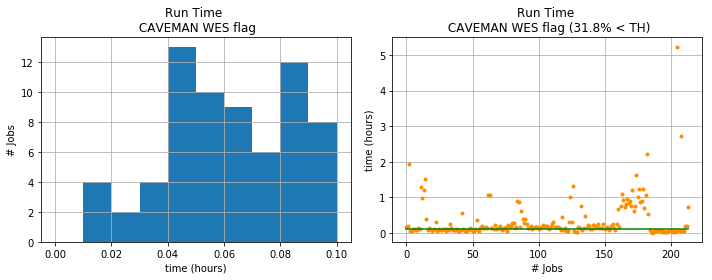 Run Time
CAVEMAN WES flag
# Jobs
12
10
8
6
4
2
0
0.00 0.02 0.04 0.06 0.08 0.10
time (hours)
Run Time
CAVEMAN WES flag (31.8% < TH)
time (hours)
5
4
3
2
1
0
0 50 100 150 200
# Jobs